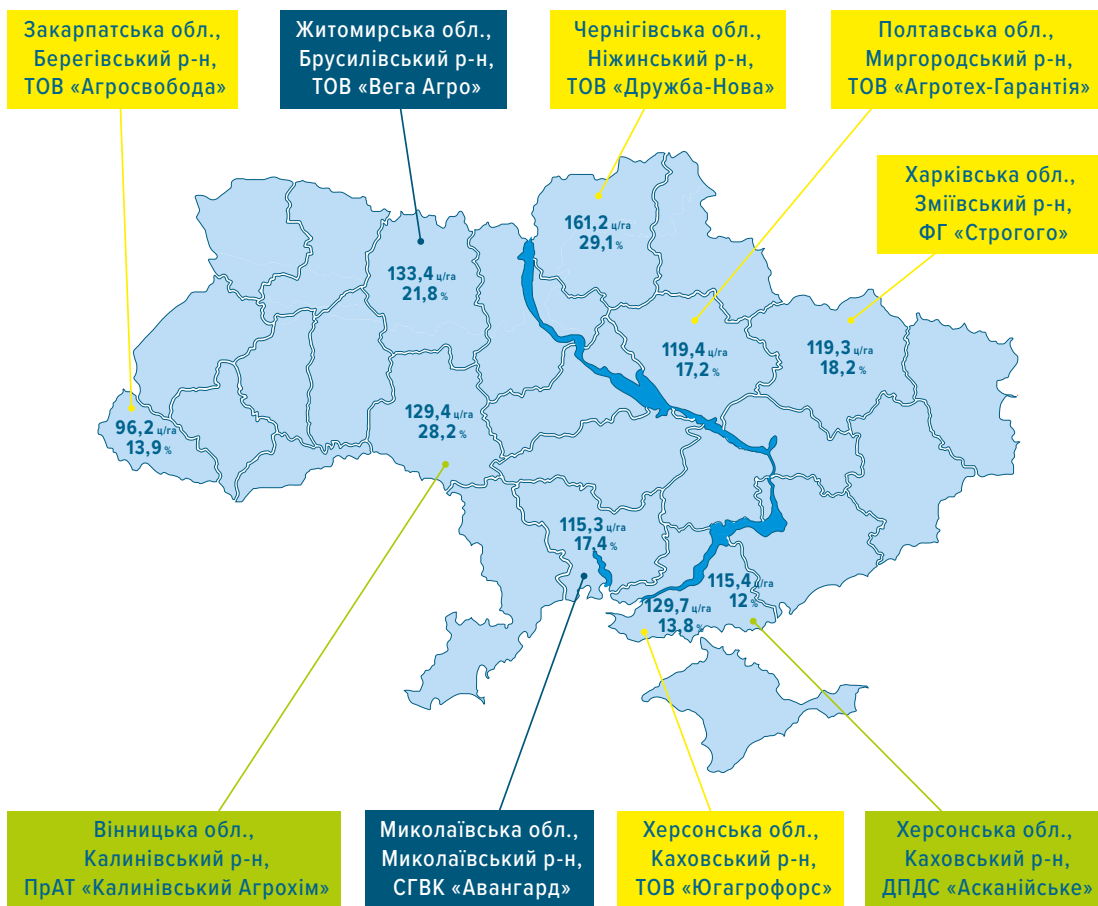 Закарпатська обл.,
Берегівський р-н,
ТОВ «Агросвобода»
Житомирська обл.,
Брусилівський р-н,
ТОВ «Вега Агро»
Чернігівська обл.,
Ніжинський р-н,
ТОВ «Дружба-Нова»
Полтавська обл.,
Миргородський р-н,
ТОВ «Агротех-Гарантія»
Харківська обл.,
Зміївський р-н,
ФГ «Строгого»
161,2 ц/га
29,1 %
133,4 ц/га
21,8 %
119,4 ц/га
17,2 %
119,3 ц/га
18,2 %
96,2 ц/га
13,9 %
129,4 ц/га
28,2 %
115,3 ц/га
17,4 %
115,4 ц/га
12 %
129,7 ц/га
13,8 %
Вінницька обл.,
Калинівський р-н,
ПрАТ «Калинівський Агрохім»
Миколаївська обл.,
Миколаївський р-н,
СГВК «Авангард»
Херсонська обл.,
Каховський р-н,
ТОВ «Югагрофорс»
Херсонська обл.,
Каховський р-н,
ДПДС «Асканійське»